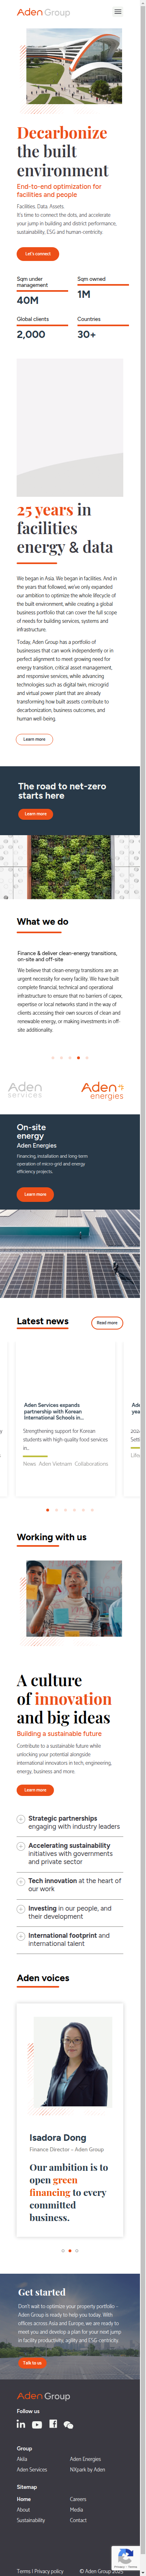 Aden Group
Decarbonize
the built
environment
End-to-end optimization for
facilities and people
Facilities. Data. Assets.
It's time to connect the dots, and accelerate
your jump in building and district performance,
sustainability, ESG and human-centricity.
Let's connect
Sqm under
management
40M
Sqm owned
1M
Global clients
2,000
Countries
30+
25 years in
facilities
energy & data
We began in Asia. We began in facilities. And in
the years that followed, we've only expanded
our ambition to optimize the whole lifecycle of
the built environment, while creating a global
business portfolio that can cover the full scope
of needs for building services, systems and
infrastructure.
Today, Aden Group has a portfolio of
businesses that can work independently or in
perfect alignment to meet growing need for
energy transition, critical asset management,
and responsive services, while advancing
technologies such as digital twin, microgrid
and virtual power plant that are already
transforming how built assets contribute to
decarbonization, business outcomes, and
human well-being.
Learn more
The road to net-zero
starts here
Learn more
What we do
Finance & deliver clean-energy transitions,
on-site and off-site
We believe that clean-energy transitions are an
urgent necessity for every facility. We have built
offer the financial, technical and operational
infrastructure to ensure that no barriers of capex,
expertise or local networks stand in the way of our
clients accessing their own sources of clean and
renewable energy, or making investments in off-
site additionality.
Aden
services
Aden
energies
On-site
energy
Aden Energies
Financing, installation and long-term
operation of micro-grid and energy
efficiency projects.
Learn more
Latest news
Read more
Aden Services expands
partnership with Korean
International Schools in...
Strengthening support for Korean
students with high-quality food services
in...
News Aden Vietnam Collaborations
Working with us
A culture
of innovation
and big ideas
Building a sustainable future
Contribute to a sustainable future while
unlocking your potential alongside
international innovators in tech, engineering,
energy, business and more.
Learn more
Strategic partnerships
engaging with industry leaders
Accelerating sustainability
initiatives with governments
and private sector
Tech innovation at the heart of
our work
Investing in our people, and
their development
International footprint and
international talent
Aden voices
Isadora Dong
Finance Director – Aden Group
Our ambition is to
open green
financing to every
committed
business.
Get started
Don't wait to optimize your property portfolio –
Aden Group is ready to help you today. With
offices across Asia and Europe, we are ready to
meet you and develop a plan for your next jump
in facility productivity, agility and ESG centricity.
Talk to us
Aden Group
Follow us
Group
Akila
Aden Energies
Aden Services
NXpark by Aden
Sitemap
Home
Careers
About
Media
Sustainability
Contact
Terms | Privacy policy
© Aden Group 2025